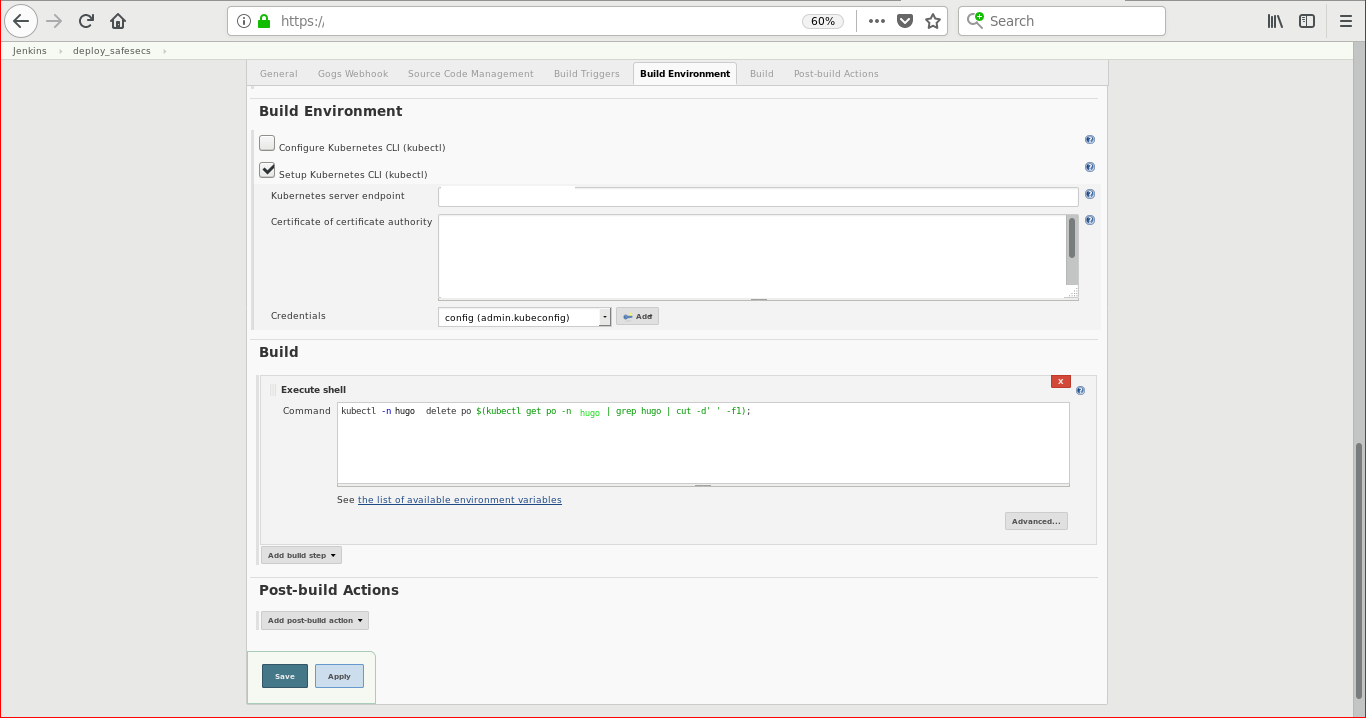 https:/
60%
Search
Jenkins › deploy_safesecs ›
General Gogs Webhook Source Code Management Build Triggers Build Environment Build Post-build Actions
Build Environment
Configure Kubernetes CLI (kubectl)
Setup Kubernetes CLI (kubectl)
Kubernetes server endpoint
Certificate of certificate authority
Credentials config (admin.kubeconfig) Add
Build
X
Execute shell
Command kubectl -n hugo delete po $(kubectl get po -n hugo | grep hugo | cut -d' ' -f1);
See the list of available environment variables
Advanced...
Add build step
Post-build Actions
Add post-build action
Save Apply